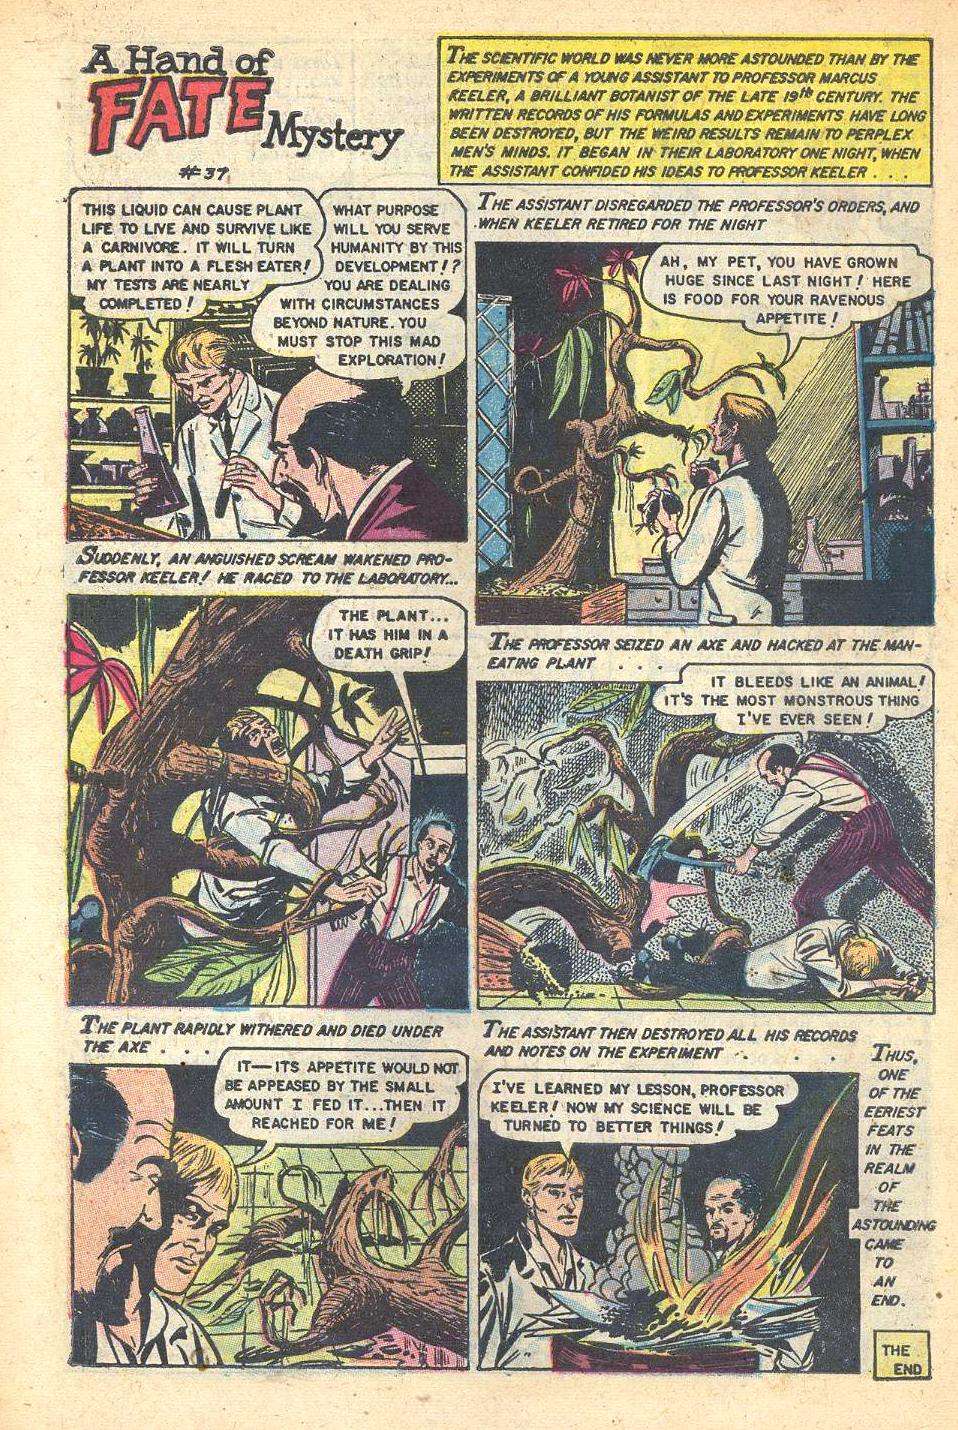 A Hand of
FATE
Mystery
#37
THE SCIENTIFIC WORLD WAS NEVER MORE ASTOUNDED THAN BY THE
EXPERIMENTS OF A YOUNG ASSISTANT TO PROFESSOR MARCUS
KEELER, A BRILLIANT BOTANIST OF THE LATE 19th CENTURY. THE
WRITTEN RECORDS OF HIS FORMULAS AND EXPERIMENTS HAVE LONG
BEEN DESTROYED, BUT THE WEIRD RESULTS REMAIN TO PERPLEX
MEN'S MINDS. IT BEGAN IN THEIR LABORATORY ONE NIGHT, WHEN
THE ASSISTANT CONFIDED HIS IDEAS TO PROFESSOR KEELER . . .
THIS LIQUID CAN CAUSE PLANT
LIFE TO LIVE AND SURVIVE LIKE
A CARNIVORE. IT WILL TURN
A PLANT INTO A FLESH EATER!
MY TESTS ARE NEARLY
COMPLETED!
WHAT PURPOSE
WILL YOU SERVE
HUMANITY BY THIS
DEVELOPMENT!?
YOU ARE DEALING
WITH CIRCUMSTANCES
BEYOND NATURE. YOU
MUST STOP THIS MAD
EXPLORATION!
THE ASSISTANT DISREGARDED THE PROFESSOR'S ORDERS, AND
WHEN KEELER RETIRED FOR THE NIGHT
AH, MY PET, YOU HAVE GROWN
HUGE SINCE LAST NIGHT! HERE
IS FOOD FOR YOUR RAVENOUS
APPETITE!
SUDDENLY, AN ANGUISHED SCREAM WAKENED PRO-
FESSOR KEELER! HE RACED TO THE LABORATORY...
THE PLANT...
IT HAS HIM IN A
DEATH GRIP!
THE PROFESSOR SEIZED AN AXE AND HACKED AT THE MAN-
EATING PLANT . . .
IT BLEEDS LIKE AN ANIMAL!
IT'S THE MOST MONSTROUS THING
I'VE EVER SEEN!
THE PLANT RAPIDLY WITHERED AND DIED UNDER
THE AXE . . .
IT—ITS APPETITE WOULD NOT
BE APPEASED BY THE SMALL
AMOUNT I FED IT...THEN IT
REACHED FOR ME!
THE ASSISTANT THEN DESTROYED ALL HIS RECORDS
AND NOTES ON THE EXPERIMENT . . . .
I'VE LEARNED MY LESSON, PROFESSOR
KEELER! NOW MY SCIENCE WILL BE
TURNED TO BETTER THINGS!
THUS,
ONE
OF THE
EERIEST
FEATS
IN THE
REALM
OF
THE
ASTOUNDING
CAME
TO
AN
END.
THE
END